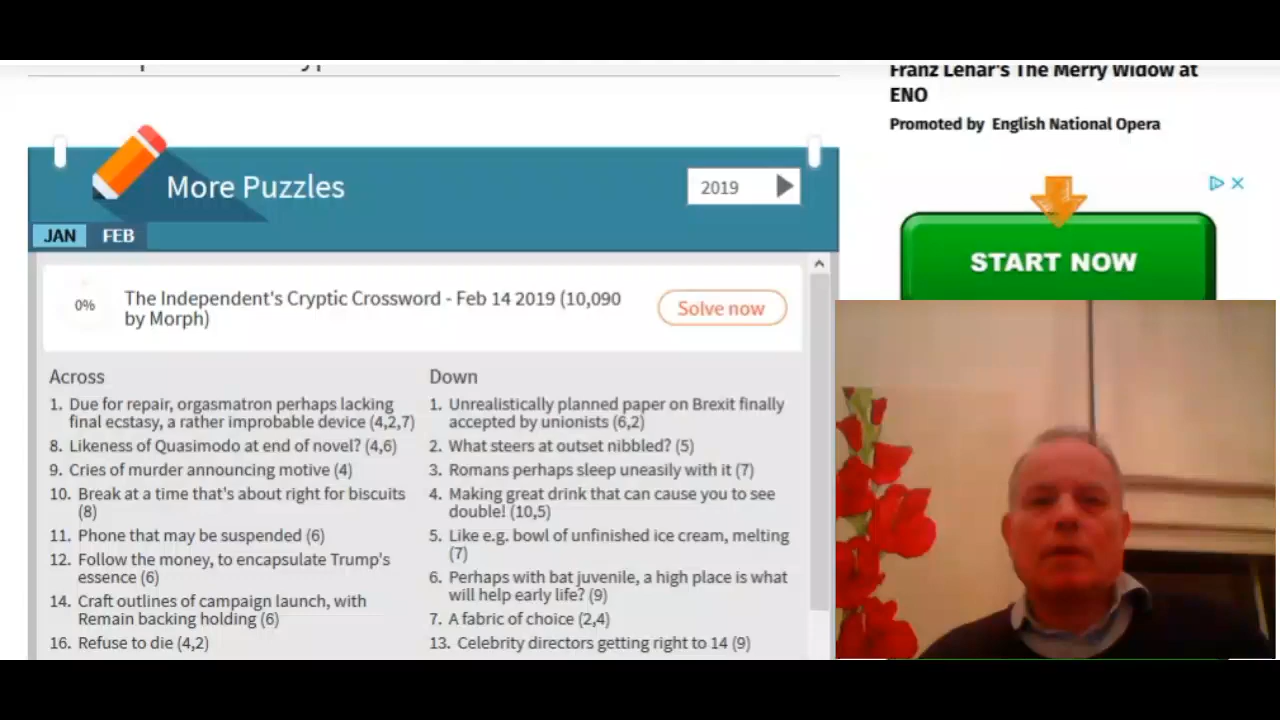 More Puzzles
2019
JAN FEB
0%
The Independent's Cryptic Crossword - Feb 14 2019 (10,090
by Morph)
Solve now
Across
1. Due for repair, orgasmatron perhaps lacking
final ecstasy, a rather improbable device (4,2,7)
8. Likeness of Quasimodo at end of novel? (4,6)
9. Cries of murder announcing motive (4)
10. Break at a time that's about right for biscuits
(8)
11. Phone that may be suspended (6)
12. Follow the money, to encapsulate Trump's
essence (6)
14. Craft outlines of campaign launch, with
Remain backing holding (6)
16. Refuse to die (4,2)
Down
1. Unrealistically planned paper on Brexit finally
accepted by unionists (6,2)
2. What steers at outset nibbled? (5)
3. Romans perhaps sleep uneasily with it (7)
4. Making great drink that can cause you to see
double! (10,5)
5. Like e.g. bowl of unfinished ice cream, melting
(7)
6. Perhaps with bat juvenile, a high place is what
will help early life? (9)
7. A fabric of choice (2,4)
13. Celebrity directors getting right to 14 (9)
Franz Lehár's The Merry Widow at
ENO
Promoted by English National Opera
START NOW